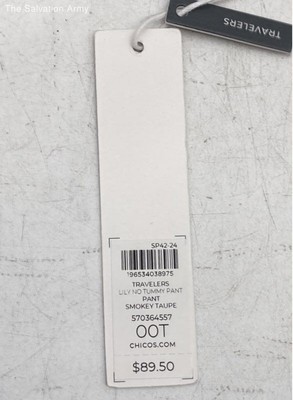 The Salvation Army
TRAVELERS
SP42-24
196534038975
TRAVELERS
LILY NO TUMMY PANT
PANT
SMOKEY TAUPE
570364557
00T
CHICOS.COM
$89.50